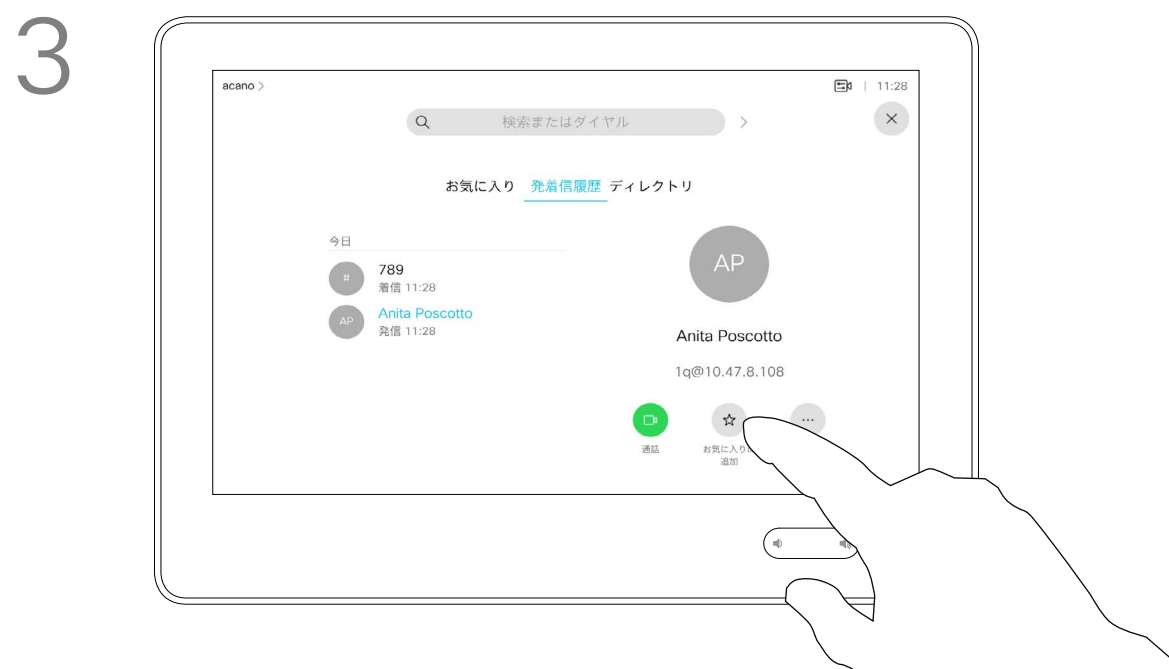 3
acano >
11:28
検索またはダイヤル
お気に入り 発着信履歴 ディレクトリ
今日
#
789
着信 11:28
AP
Anita Poscotto
発信 11:28
AP
Anita Poscotto
1q@10.47.8.108
通話
お気に入り
追加